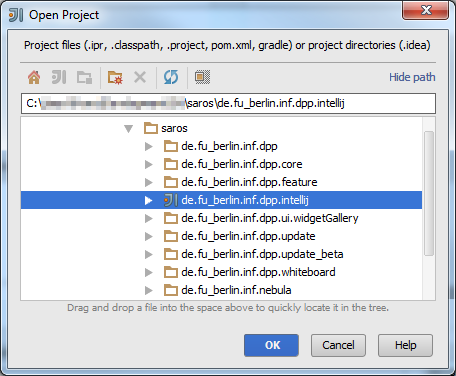 Open Project
Project files (.ipr, .classpath, .project, pom.xml, gradle) or project directories (.idea)
Hide path
C:\ \saros\de.fu_berlin.inf.dpp.intellij
saros
de.fu_berlin.inf.dpp
de.fu_berlin.inf.dpp.core
de.fu_berlin.inf.dpp.feature
de.fu_berlin.inf.dpp.intellij
de.fu_berlin.inf.dpp.ui.widgetGallery
de.fu_berlin.inf.dpp.update
de.fu_berlin.inf.dpp.update_beta
de.fu_berlin.inf.dpp.whiteboard
de.fu_berlin.inf.nebula
Drag and drop a file into the space above to quickly locate it in the tree.
OK Cancel Help